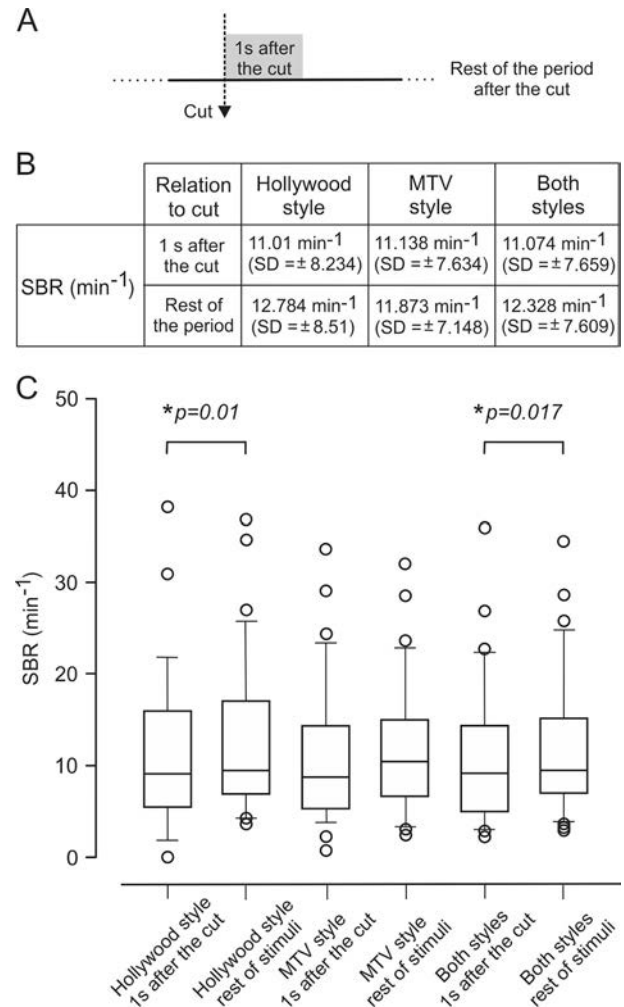 A
1s after
the cut
Rest of the period
after the cut
Cut
B
Relation
to cut
Hollywood
style
MTV
style
Both
styles
SBR (min-1)
1 s after
the cut
11.01 min-1
(SD =± 8.234)
11.138 min-1
(SD =± 7.634)
11.074 min-1
(SD =± 7.659)
Rest of
the period
12.784 min-1
(SD =± 8.51)
11.873 min-1
(SD =± 7.148)
12.328 min-1
(SD =± 7.609)
C
50
40
30
20
10
0
SBR (min-1)
*p=0.01
*p=0.017
Hollywood style
1s after the cut
Hollywood style
rest of stimuli
MTV style
1s after the cut
MTV style
rest of stimuli
Both styles
1s after the cut
Both styles
rest of stimuli